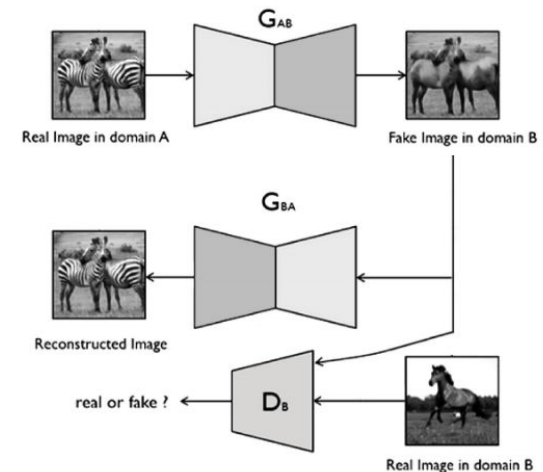 GAB
Real Image in domain A
Fake Image in domain B
GBA
Reconstructed Image
real or fake ?
DB
Real Image in domain B